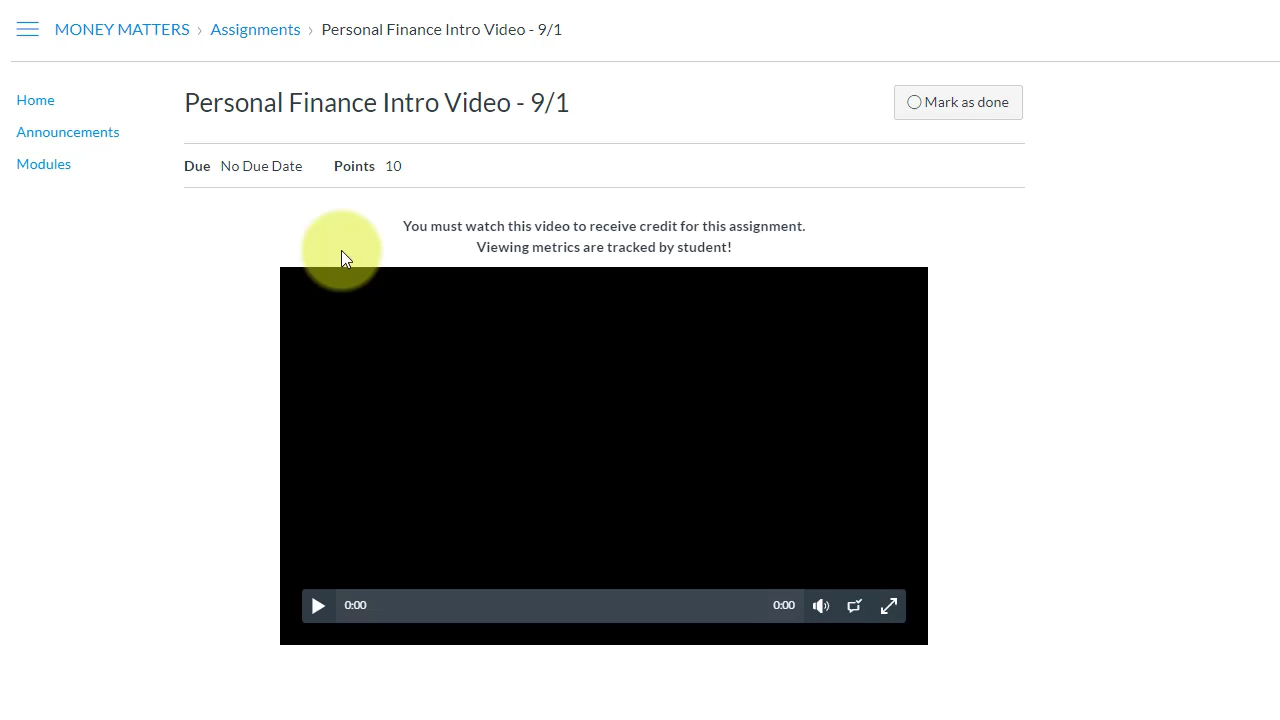 MONEY MATTERS › Assignments › Personal Finance Intro Video - 9/1
Home
Announcements
Modules
Personal Finance Intro Video - 9/1
Mark as done
Due No Due Date Points 10
You must watch this video to receive credit for this assignment.
Viewing metrics are tracked by student!
0:00 0:00